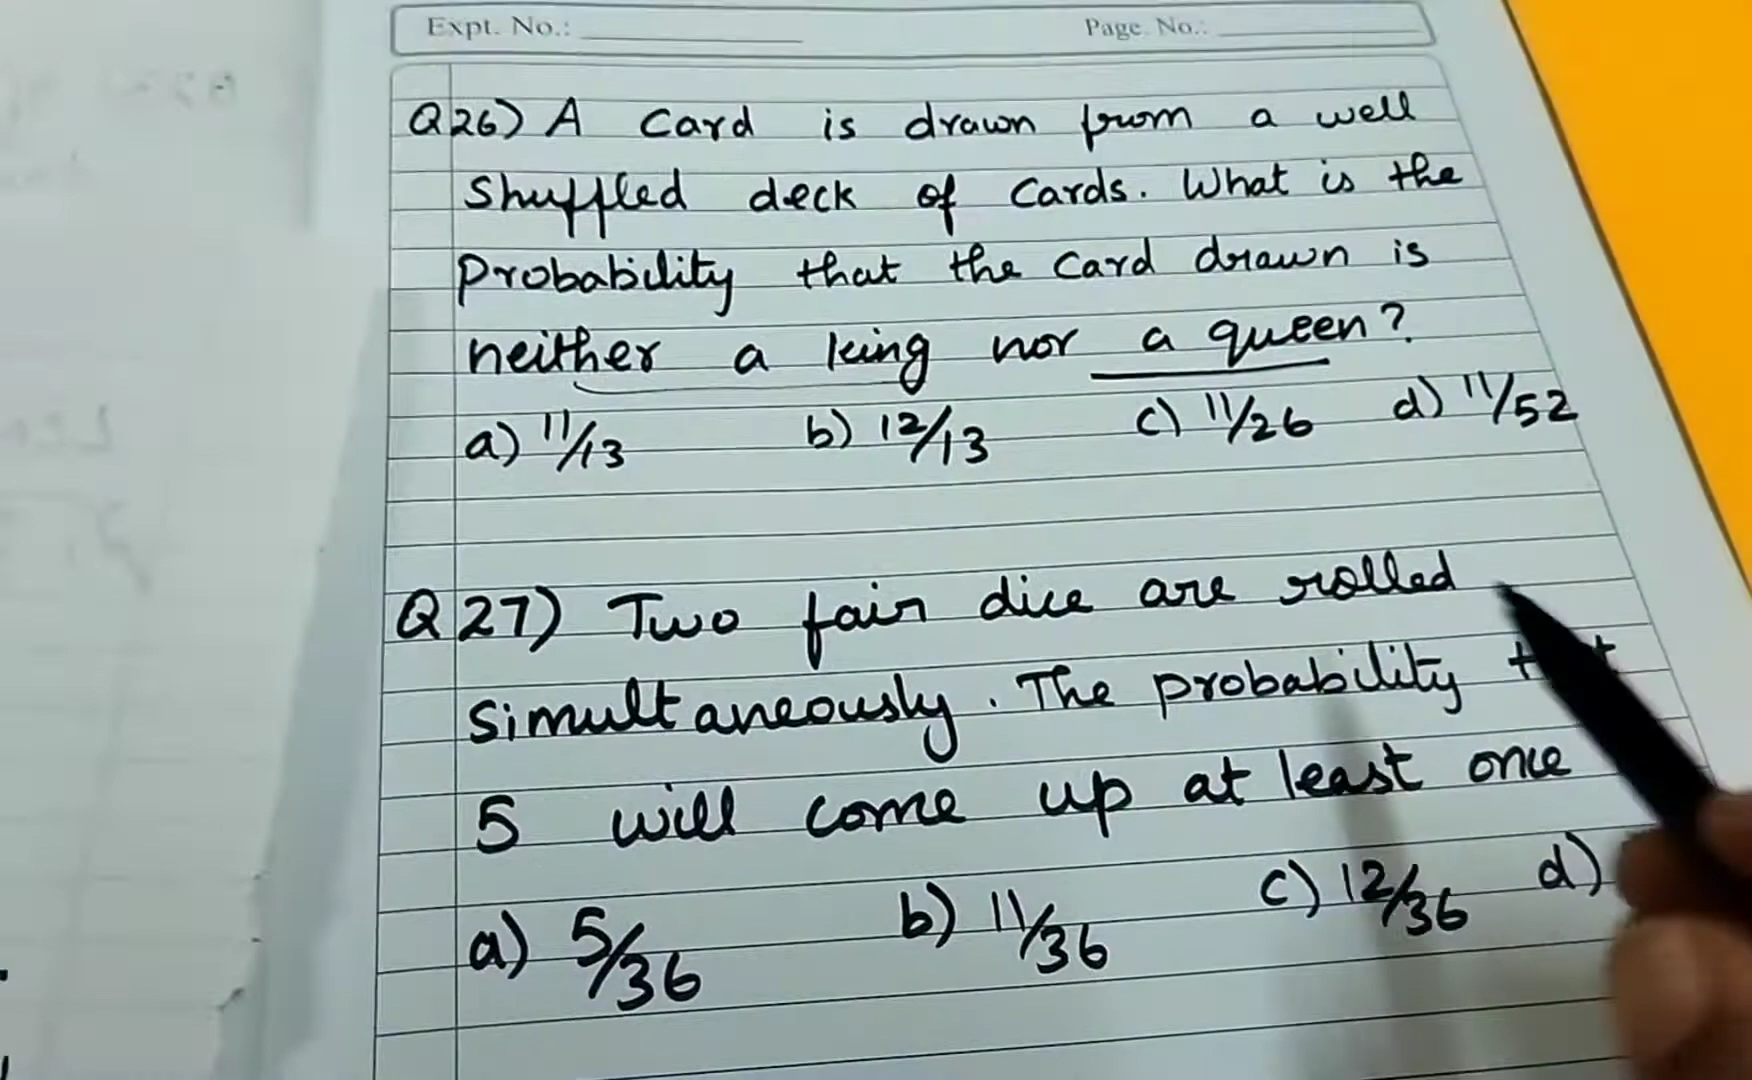 Expt. No.:
Page. No.:
Q26) A Card is drawn from a well
Shuffled deck of Cards. What is the
Probability that the Card drawn is
neither a king nor a queen?
a) 11/13 b) 12/13 c) 11/26 d) 11/52
Q27) Two fair dice are rolled
Simultaneously. The probability
5 will come up at least once
a) 5/36 b) 11/36 c) 12/36 d)